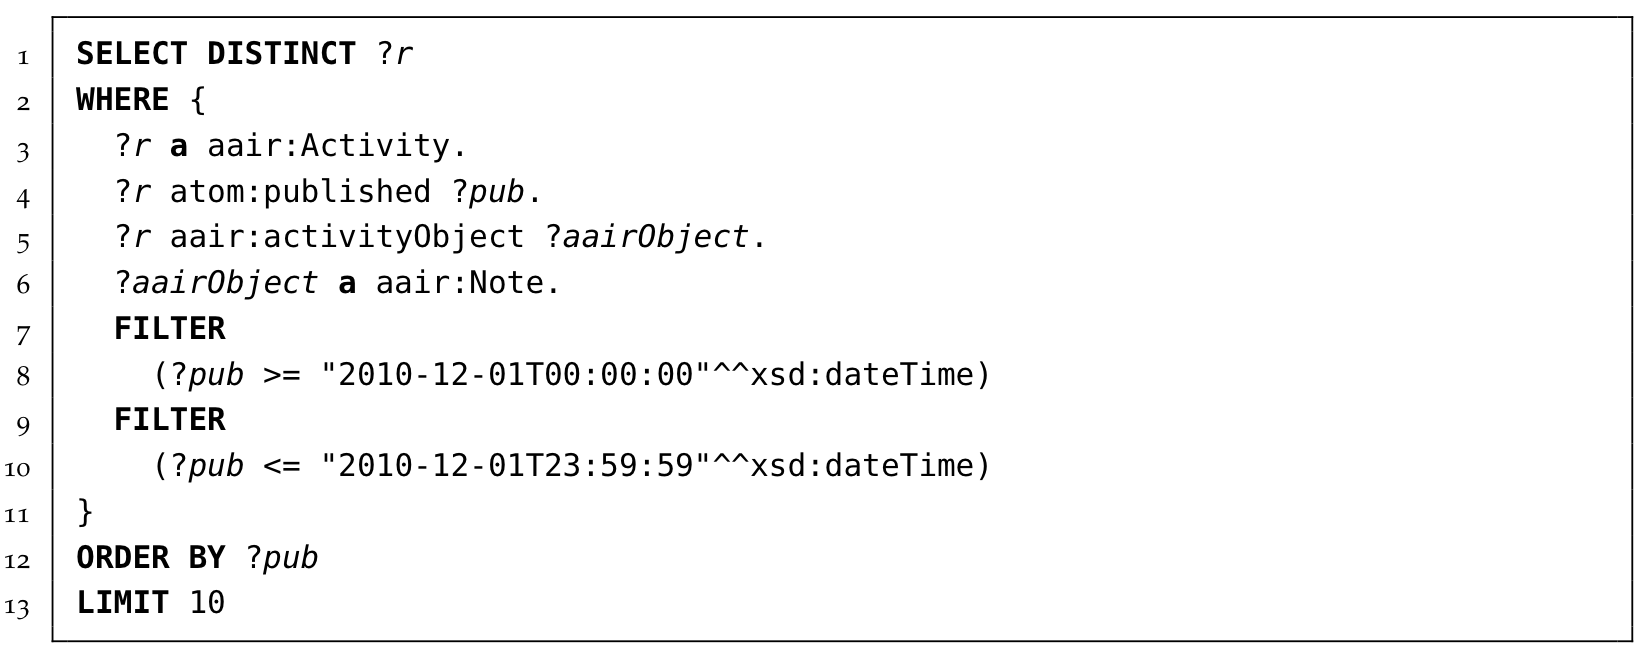 1 SELECT DISTINCT ?r
2 WHERE {
3 ?r a aair:Activity.
4 ?r atom:published ?pub.
5 ?r aair:activityObject ?aairObject.
6 ?aairObject a aair:Note.
7 FILTER
8 (?pub >= "2010-12-01T00:00:00"^^xsd:dateTime)
9 FILTER
10 (?pub <= "2010-12-01T23:59:59"^^xsd:dateTime)
11 }
12 ORDER BY ?pub
13 LIMIT 10